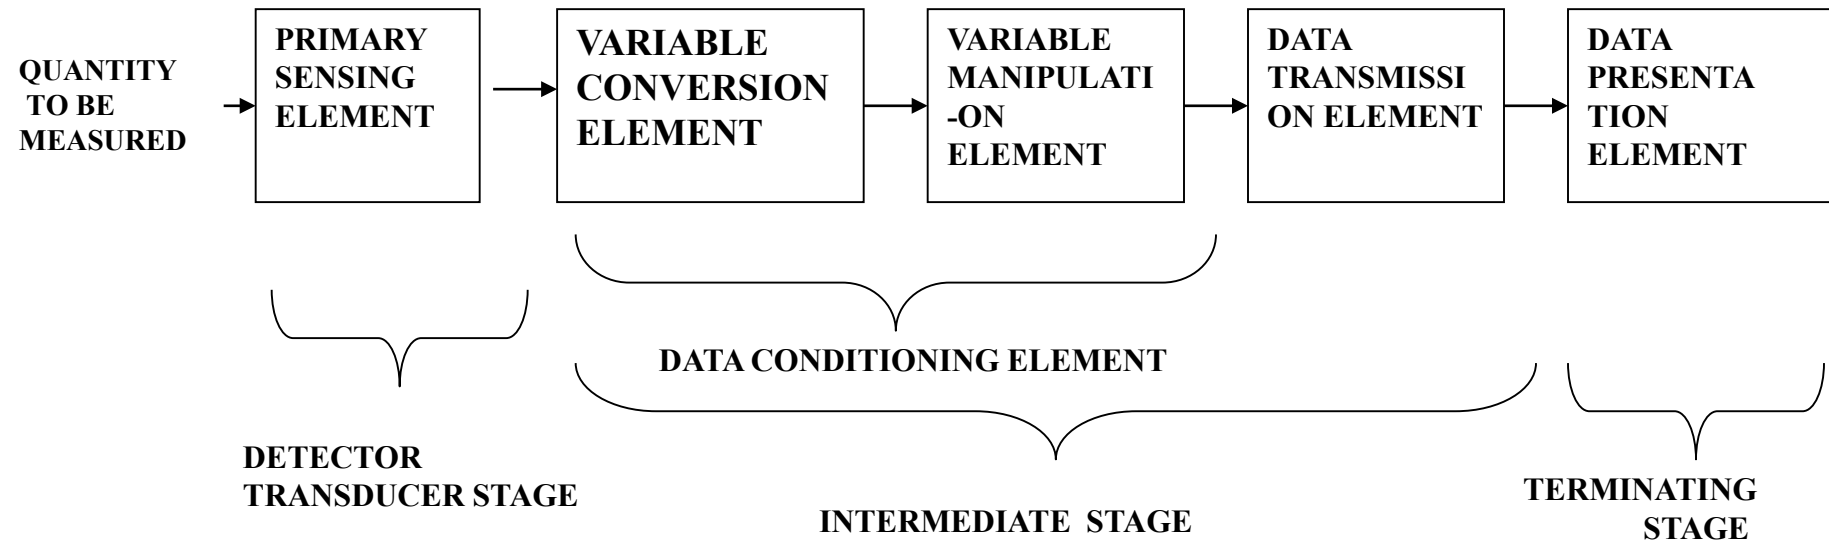 QUANTITY
TO BE
MEASURED
PRIMARY
SENSING
ELEMENT
VARIABLE
CONVERSION
ELEMENT
VARIABLE
MANIPULATI
-ON
ELEMENT
DATA
TRANSMISSI
ON ELEMENT
DATA
PRESENTA
TION
ELEMENT
DATA CONDITIONING ELEMENT
DETECTOR
TRANSDUCER STAGE
INTERMEDIATE STAGE
TERMINATING
STAGE